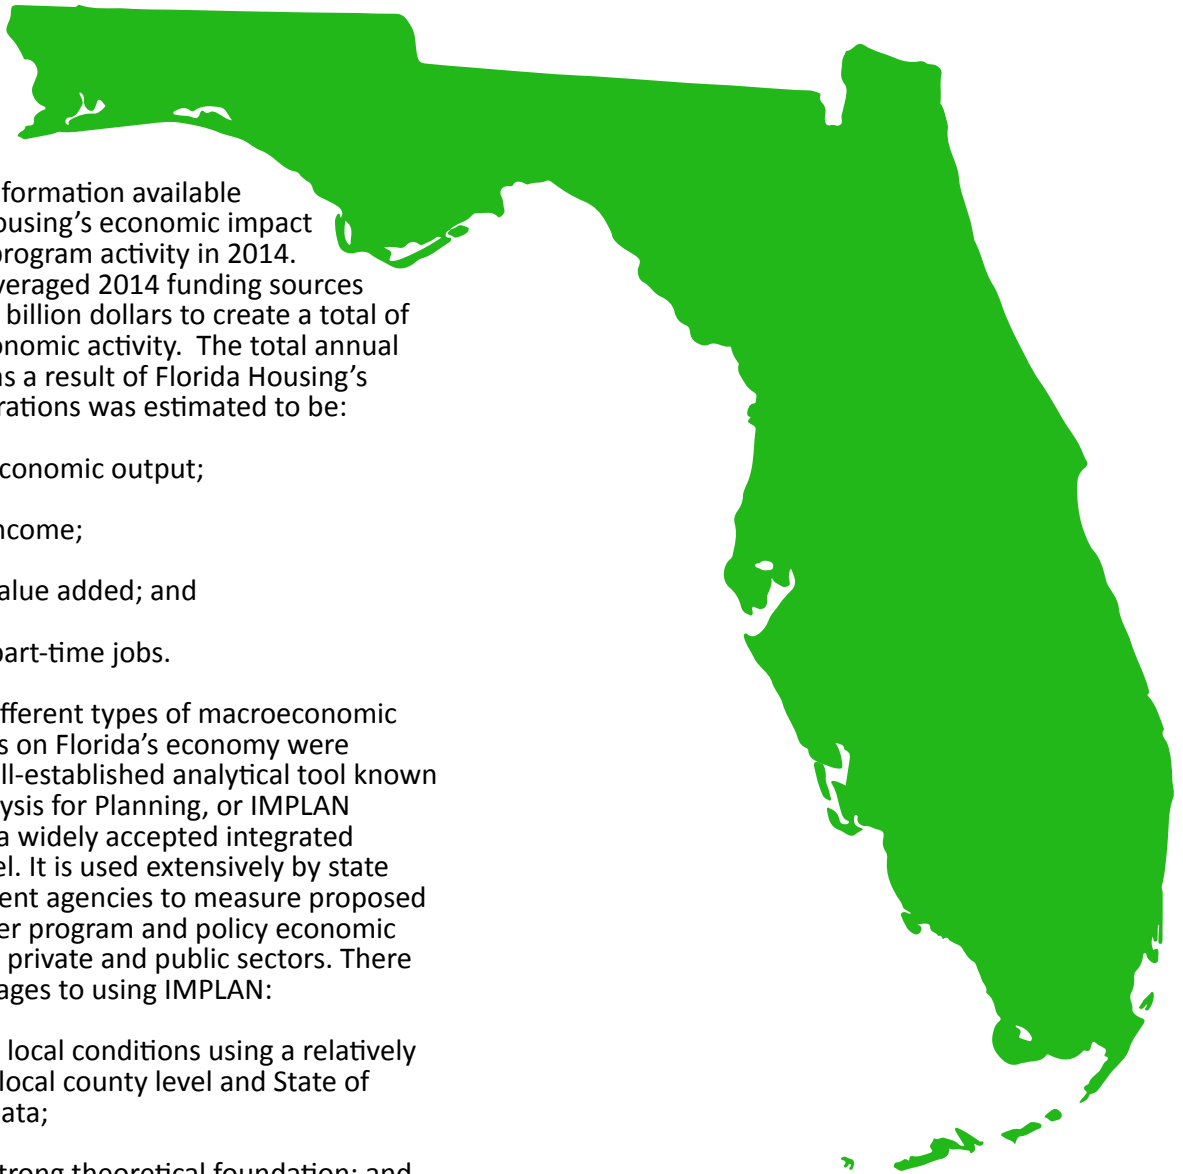 formation available
ousing's economic impact
program activity in 2014.
veraged 2014 funding sources
billion dollars to create a total of
onomic activity.  The total annual
as a result of Florida Housing's
rations was estimated to be:
conomic output;
ncome;
alue added; and
part-time jobs.
fferent types of macroeconomic
s on Florida's economy were
ll-established analytical tool known
ysis for Planning, or IMPLAN
a widely accepted integrated
el. It is used extensively by state
ent agencies to measure proposed
er program and policy economic
private and public sectors. There
ages to using IMPLAN:
local conditions using a relatively
local county level and State of
ata;
trong theoretical foundation; and